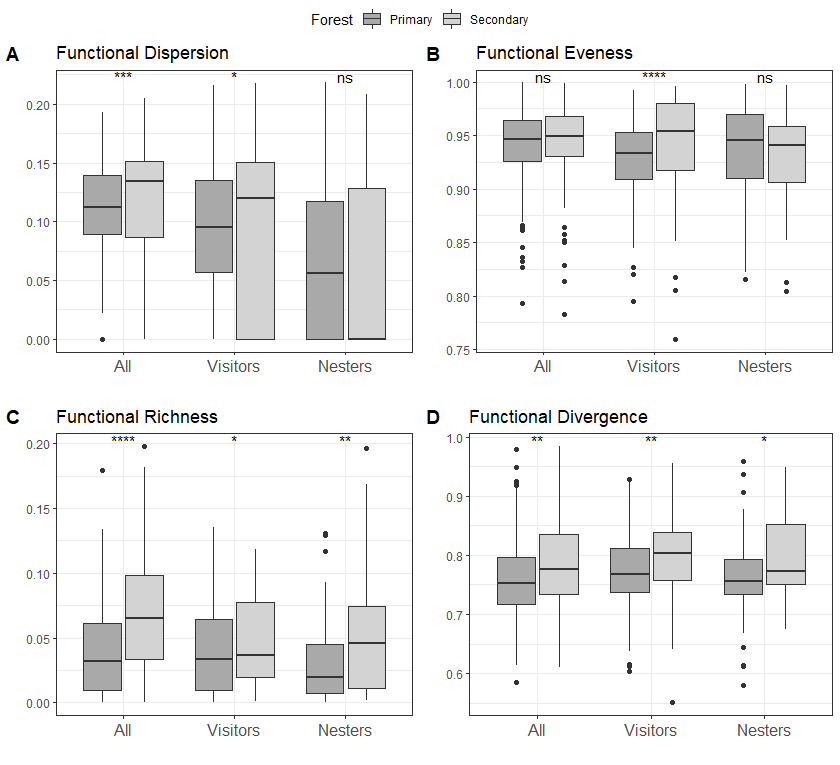 Forest Primary Secondary
A Functional Dispersion
*** * ns
0.20
0.15
0.10
0.05
0.00
All Visitors Nesters
B Functional Eveness
ns **** ns
1.00
0.95
0.90
0.85
0.80
0.75
All Visitors Nesters
C Functional Richness
**** * **
0.20
0.15
0.10
0.05
0.00
All Visitors Nesters
D Functional Divergence
** ** *
1.0
0.9
0.8
0.7
0.6
All Visitors Nesters